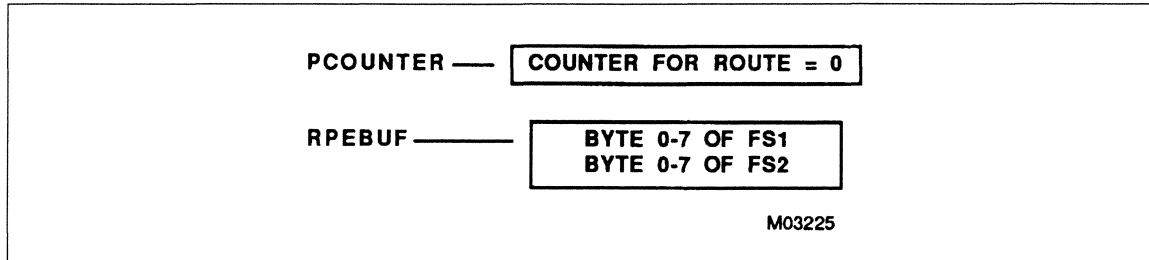 PCOUNTER COUNTER FOR ROUTE = 0
RPEBUF BYTE 0-7 OF FS1
BYTE 0-7 OF FS2
M03225